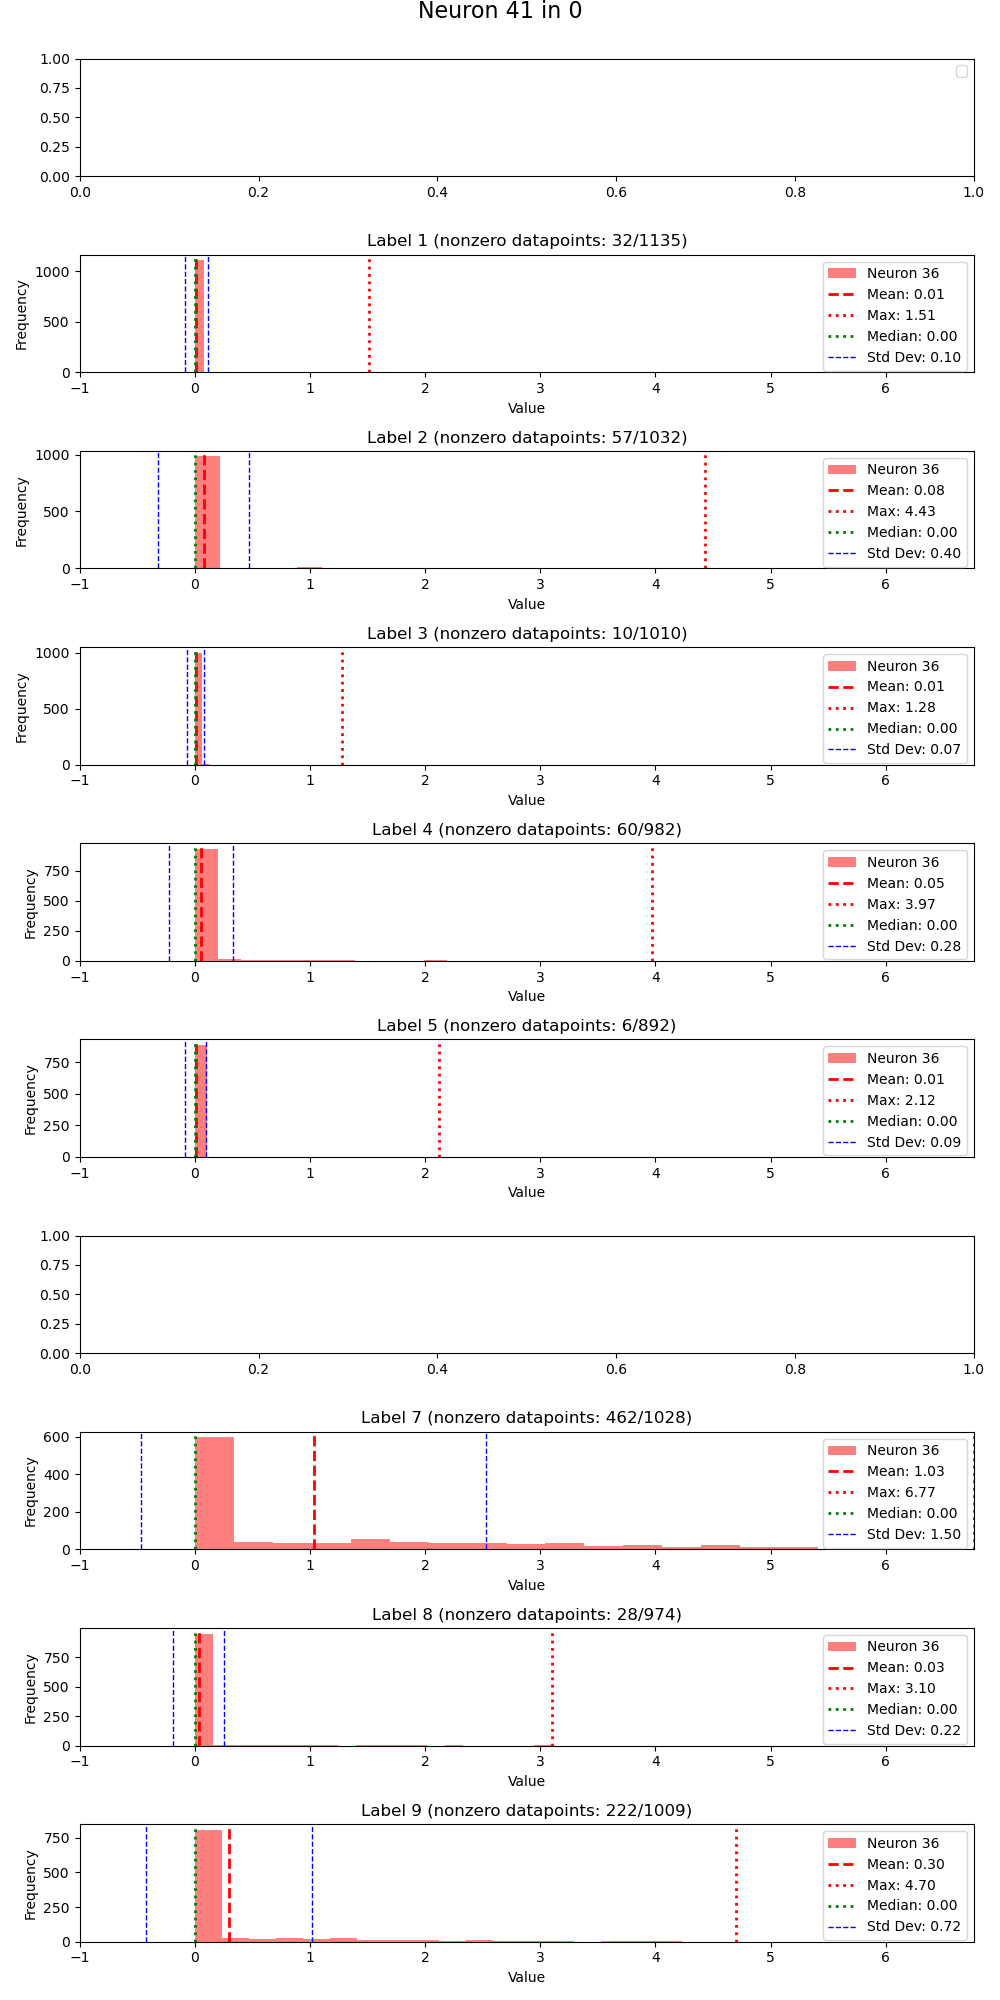 Neuron 41 in 0
1.00
0.75
0.50
0.25
0.00
0.0 0.2 0.4 0.6 0.8 1.0
Label 1 (nonzero datapoints: 32/1135)
Frequency
1000
500
0
Neuron 36
Mean: 0.01
Max: 1.51
Median: 0.00
Std Dev: 0.10
−1 0 1 2 3 4 5 6
Value
Label 2 (nonzero datapoints: 57/1032)
Frequency
1000
500
0
Neuron 36
Mean: 0.08
Max: 4.43
Median: 0.00
Std Dev: 0.40
−1 0 1 2 3 4 5 6
Value
Label 3 (nonzero datapoints: 10/1010)
Frequency
1000
500
0
Neuron 36
Mean: 0.01
Max: 1.28
Median: 0.00
Std Dev: 0.07
−1 0 1 2 3 4 5 6
Value
Label 4 (nonzero datapoints: 60/982)
Frequency
750
500
250
0
Neuron 36
Mean: 0.05
Max: 3.97
Median: 0.00
Std Dev: 0.28
−1 0 1 2 3 4 5 6
Value
Label 5 (nonzero datapoints: 6/892)
Frequency
750
500
250
0
Neuron 36
Mean: 0.01
Max: 2.12
Median: 0.00
Std Dev: 0.09
−1 0 1 2 3 4 5 6
Value
1.00
0.75
0.50
0.25
0.00
0.0 0.2 0.4 0.6 0.8 1.0
Label 7 (nonzero datapoints: 462/1028)
Frequency
600
400
200
0
Neuron 36
Mean: 1.03
Max: 6.77
Median: 0.00
Std Dev: 1.50
−1 0 1 2 3 4 5 6
Value
Label 8 (nonzero datapoints: 28/974)
Frequency
750
500
250
0
Neuron 36
Mean: 0.03
Max: 3.10
Median: 0.00
Std Dev: 0.22
−1 0 1 2 3 4 5 6
Value
Label 9 (nonzero datapoints: 222/1009)
Frequency
750
500
250
0
Neuron 36
Mean: 0.30
Max: 4.70
Median: 0.00
Std Dev: 0.72
−1 0 1 2 3 4 5 6
Value